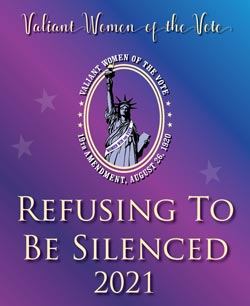 Valiant Women of the Vote
VALIANT WOMEN OF THE VOTE
19TH AMENDMENT, AUGUST 26, 1920
REFUSING TO
BE SILENCED
2021